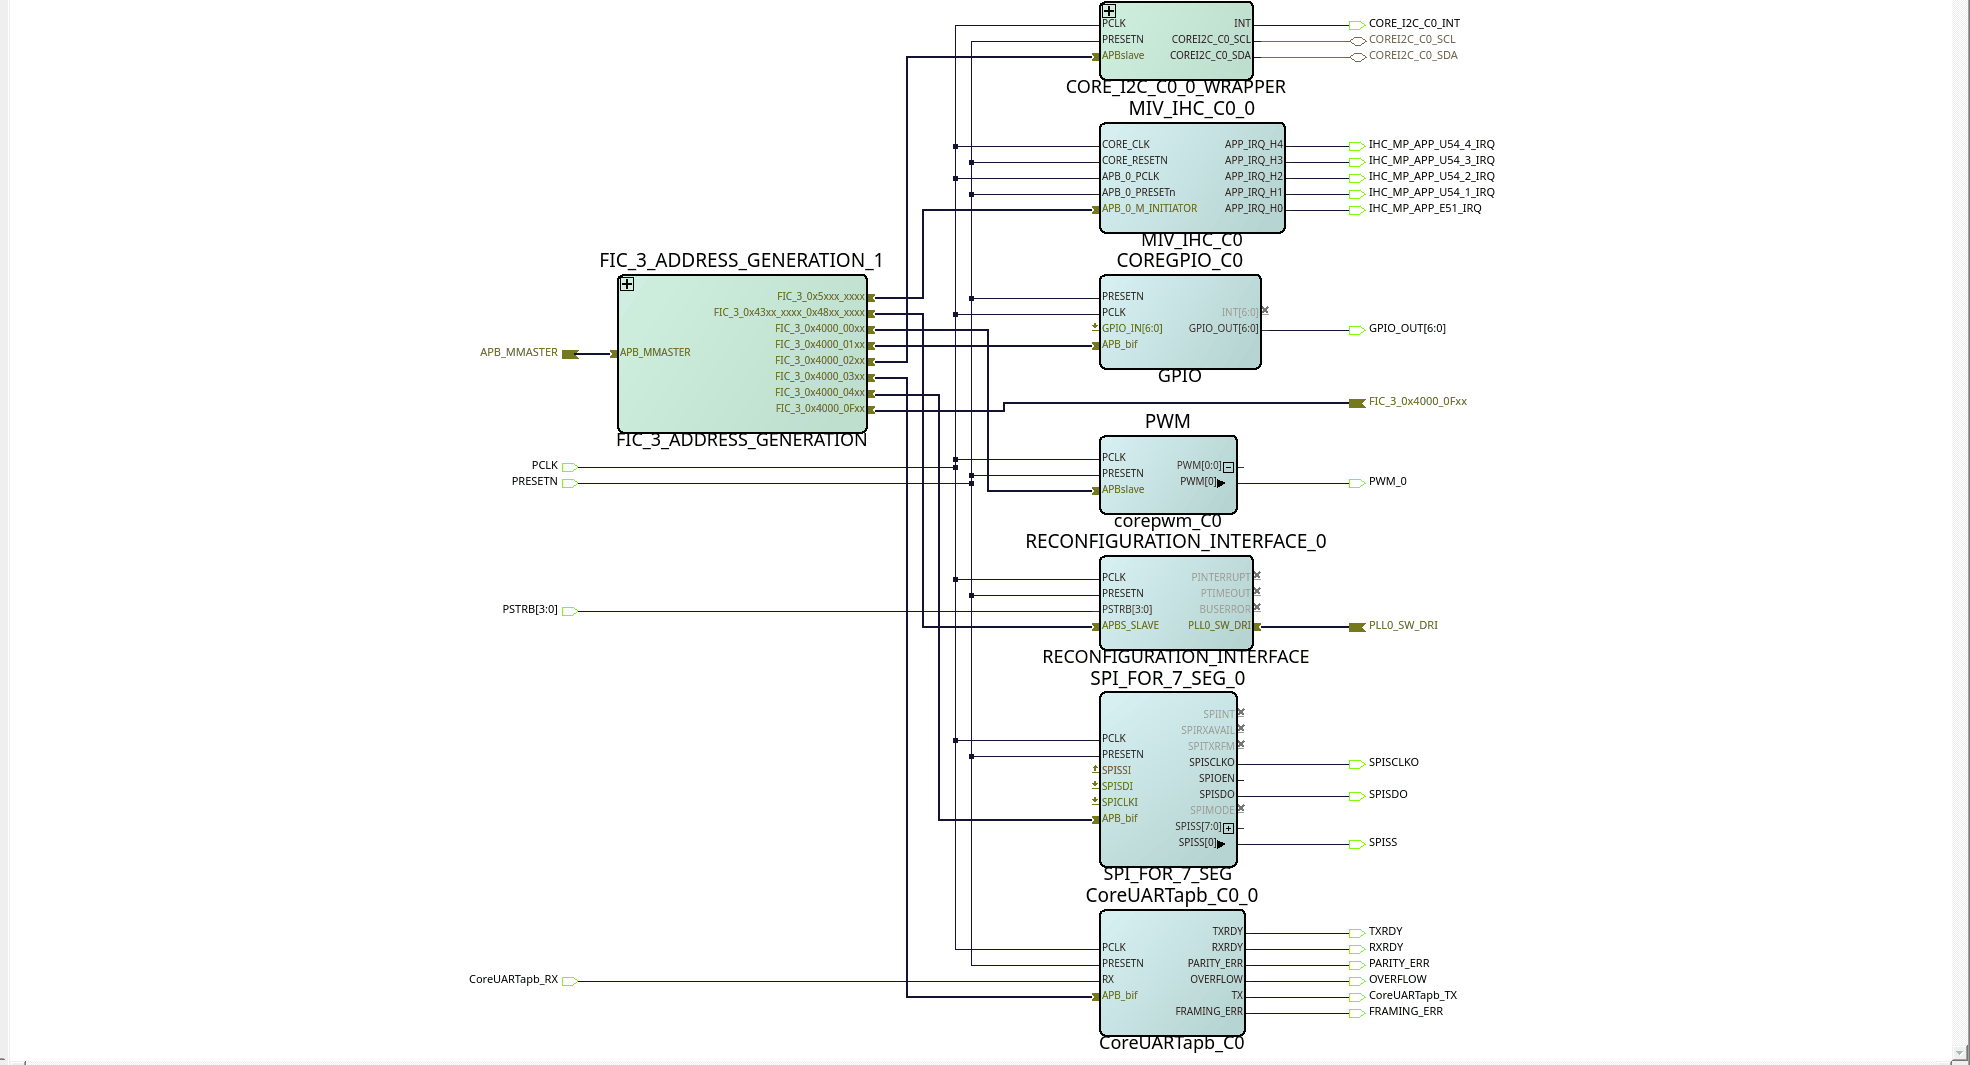 PCLK
PRESETN
APBslave
INT
COREI2C_C0_SCL
COREI2C_C0_SDA
CORE_I2C_C0_INT
COREI2C_C0_SCL
COREI2C_C0_SDA
CORE_I2C_C0_0_WRAPPER
MIV_IHC_C0_0
CORE_CLK
CORE_RESETN
APB_0_PCLK
APB_0_PRESETn
APB_0_M_INITIATOR
APP_IRQ_H4
APP_IRQ_H3
APP_IRQ_H2
APP_IRQ_H1
APP_IRQ_H0
IHC_MP_APP_U54_4_IRQ
IHC_MP_APP_U54_3_IRQ
IHC_MP_APP_U54_2_IRQ
IHC_MP_APP_U54_1_IRQ
IHC_MP_APP_E51_IRQ
MIV_IHC_C0
FIC_3_ADDRESS_GENERATION_1
APB_MMASTER
APB_MMASTER
FIC_3_0x5xxx_xxxx
FIC_3_0x43xx_xxxx_0x48xx_xxxx
FIC_3_0x4000_00xx
FIC_3_0x4000_01xx
FIC_3_0x4000_02xx
FIC_3_0x4000_03xx
FIC_3_0x4000_04xx
FIC_3_0x4000_0Fxx
FIC_3_ADDRESS_GENERATION
COREGPIO_C0
PRESETN
PCLK
GPIO_IN[6:0]
APB_bif
INT[6:0]
GPIO_OUT[6:0]
GPIO_OUT[6:0]
GPIO
FIC_3_0x4000_0Fxx
PCLK
PRESETN
PWM
PCLK
PRESETN
APBslave
PWM[0:0]
PWM[0]
PWM_0
corepwm_C0
RECONFIGURATION_INTERFACE_0
PSTRB[3:0]
PCLK
PRESETN
PSTRB[3:0]
APBS_SLAVE
PINTERRUPT
PTIMEOUT
BUSERROR
PLL0_SW_DRI
PLL0_SW_DRI
RECONFIGURATION_INTERFACE
SPI_FOR_7_SEG_0
PCLK
PRESETN
SPISSI
SPISDI
SPICLKI
APB_bif
SPIINT
SPIRXAVAIL
SPITXRFM
SPISCLKO
SPIOEN
SPISDO
SPIMODE
SPISS[7:0]
SPISS[0]
SPISCLKO
SPISDO
SPISS
SPI_FOR_7_SEG
CoreUARTapb_C0_0
CoreUARTapb_RX
PCLK
PRESETN
RX
APB_bif
TXRDY
RXRDY
PARITY_ERR
OVERFLOW
TX
FRAMING_ERR
TXRDY
RXRDY
PARITY_ERR
OVERFLOW
CoreUARTapb_TX
FRAMING_ERR
CoreUARTapb_C0